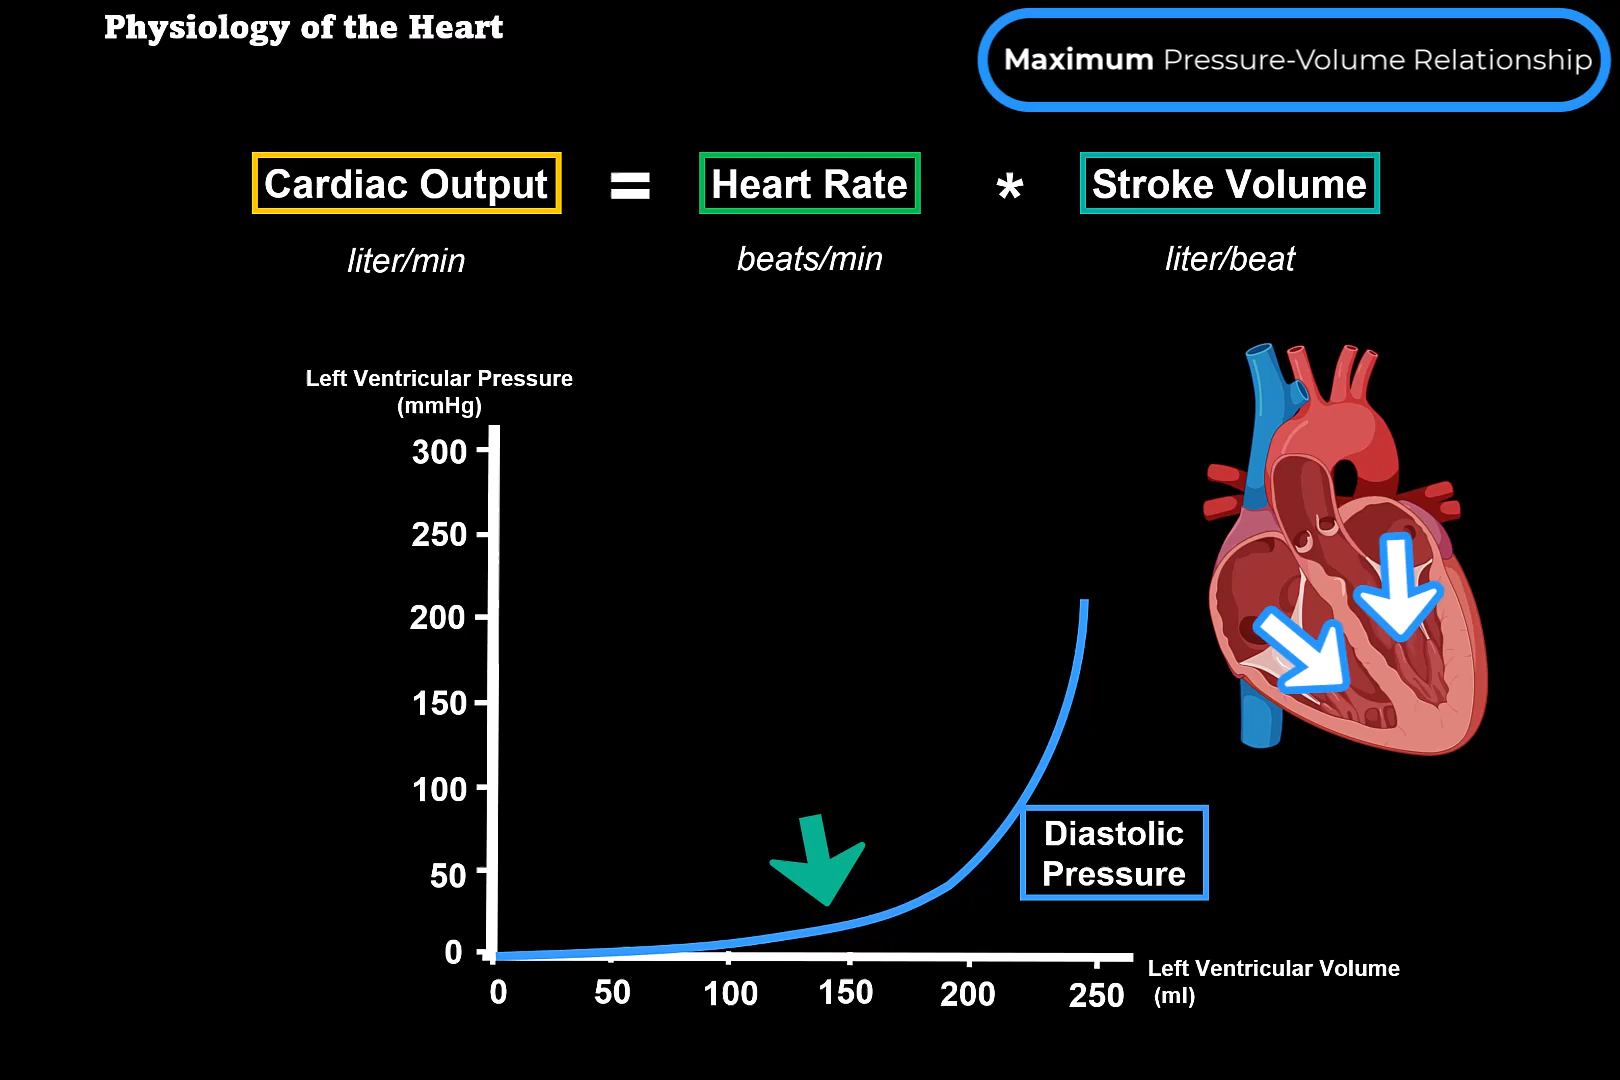 Physiology of the Heart
Maximum Pressure-Volume Relationship
Cardiac Output = Heart Rate * Stroke Volume
liter/min beats/min liter/beat
Left Ventricular Pressure
(mmHg)
300
250
200
150
100
50
0
Diastolic
Pressure
0 50 100 150 200 250
Left Ventricular Volume
(ml)